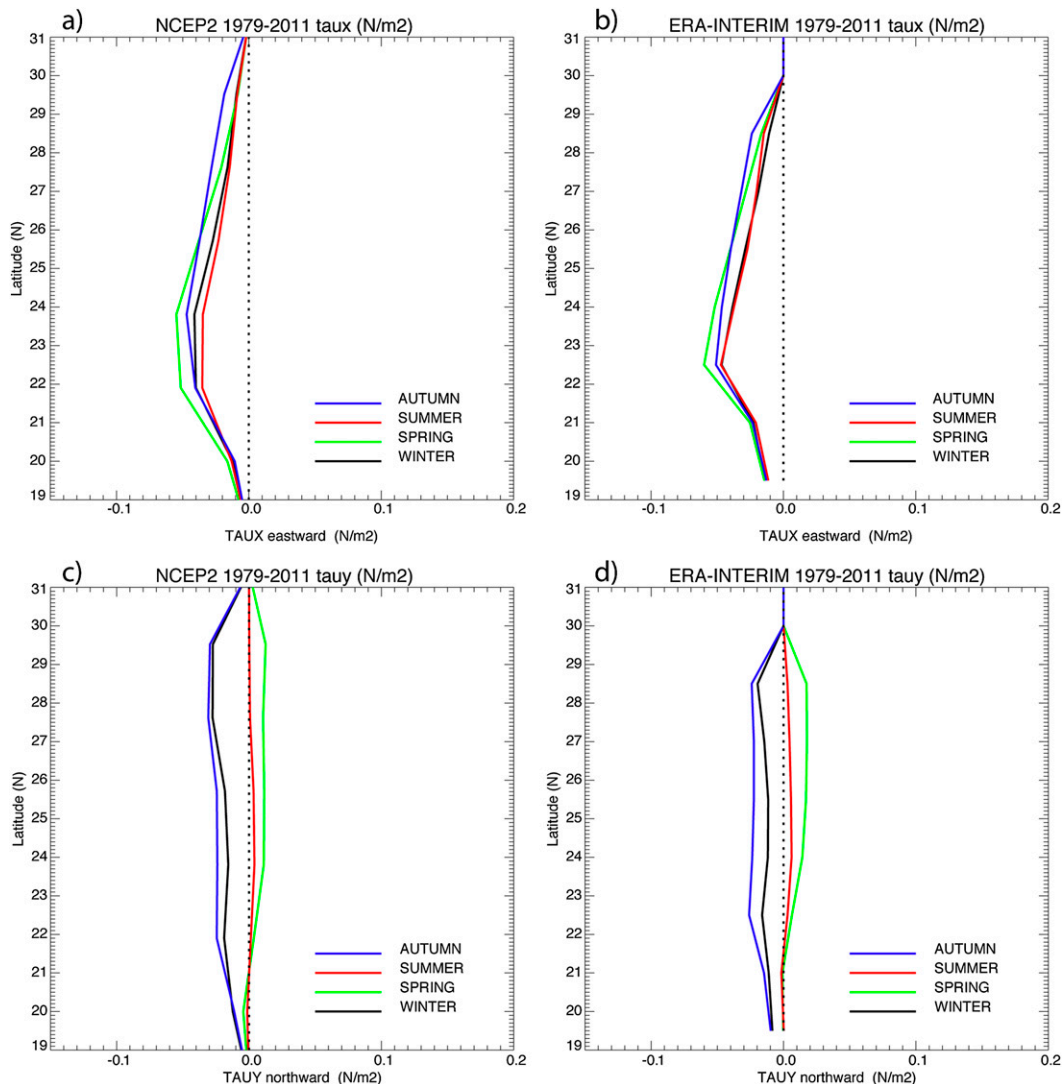 a)
NCEP2 1979-2011 taux (N/m2)
31
30
29
28
27
26
25
24
23
22
21
20
19
Latitude (N)
AUTUMN
SUMMER
SPRING
WINTER
-0.1
0.0
0.1
0.2
TAUX eastward (N/m2)
b)
ERA-INTERIM 1979-2011 taux (N/m2)
31
30
29
28
27
26
25
24
23
22
21
20
19
Latitude (N)
AUTUMN
SUMMER
SPRING
WINTER
-0.1
0.0
0.1
0.2
TAUX eastward (N/m2)
c)
NCEP2 1979-2011 tauy (N/m2)
31
30
29
28
27
26
25
24
23
22
21
20
19
Latitude (N)
AUTUMN
SUMMER
SPRING
WINTER
-0.1
0.0
0.1
0.2
TAUY northward (N/m2)
d)
ERA-INTERIM 1979-2011 tauy (N/m2)
31
30
29
28
27
26
25
24
23
22
21
20
19
Latitude (N)
AUTUMN
SUMMER
SPRING
WINTER
-0.1
0.0
0.1
0.2
TAUY northward (N/m2)